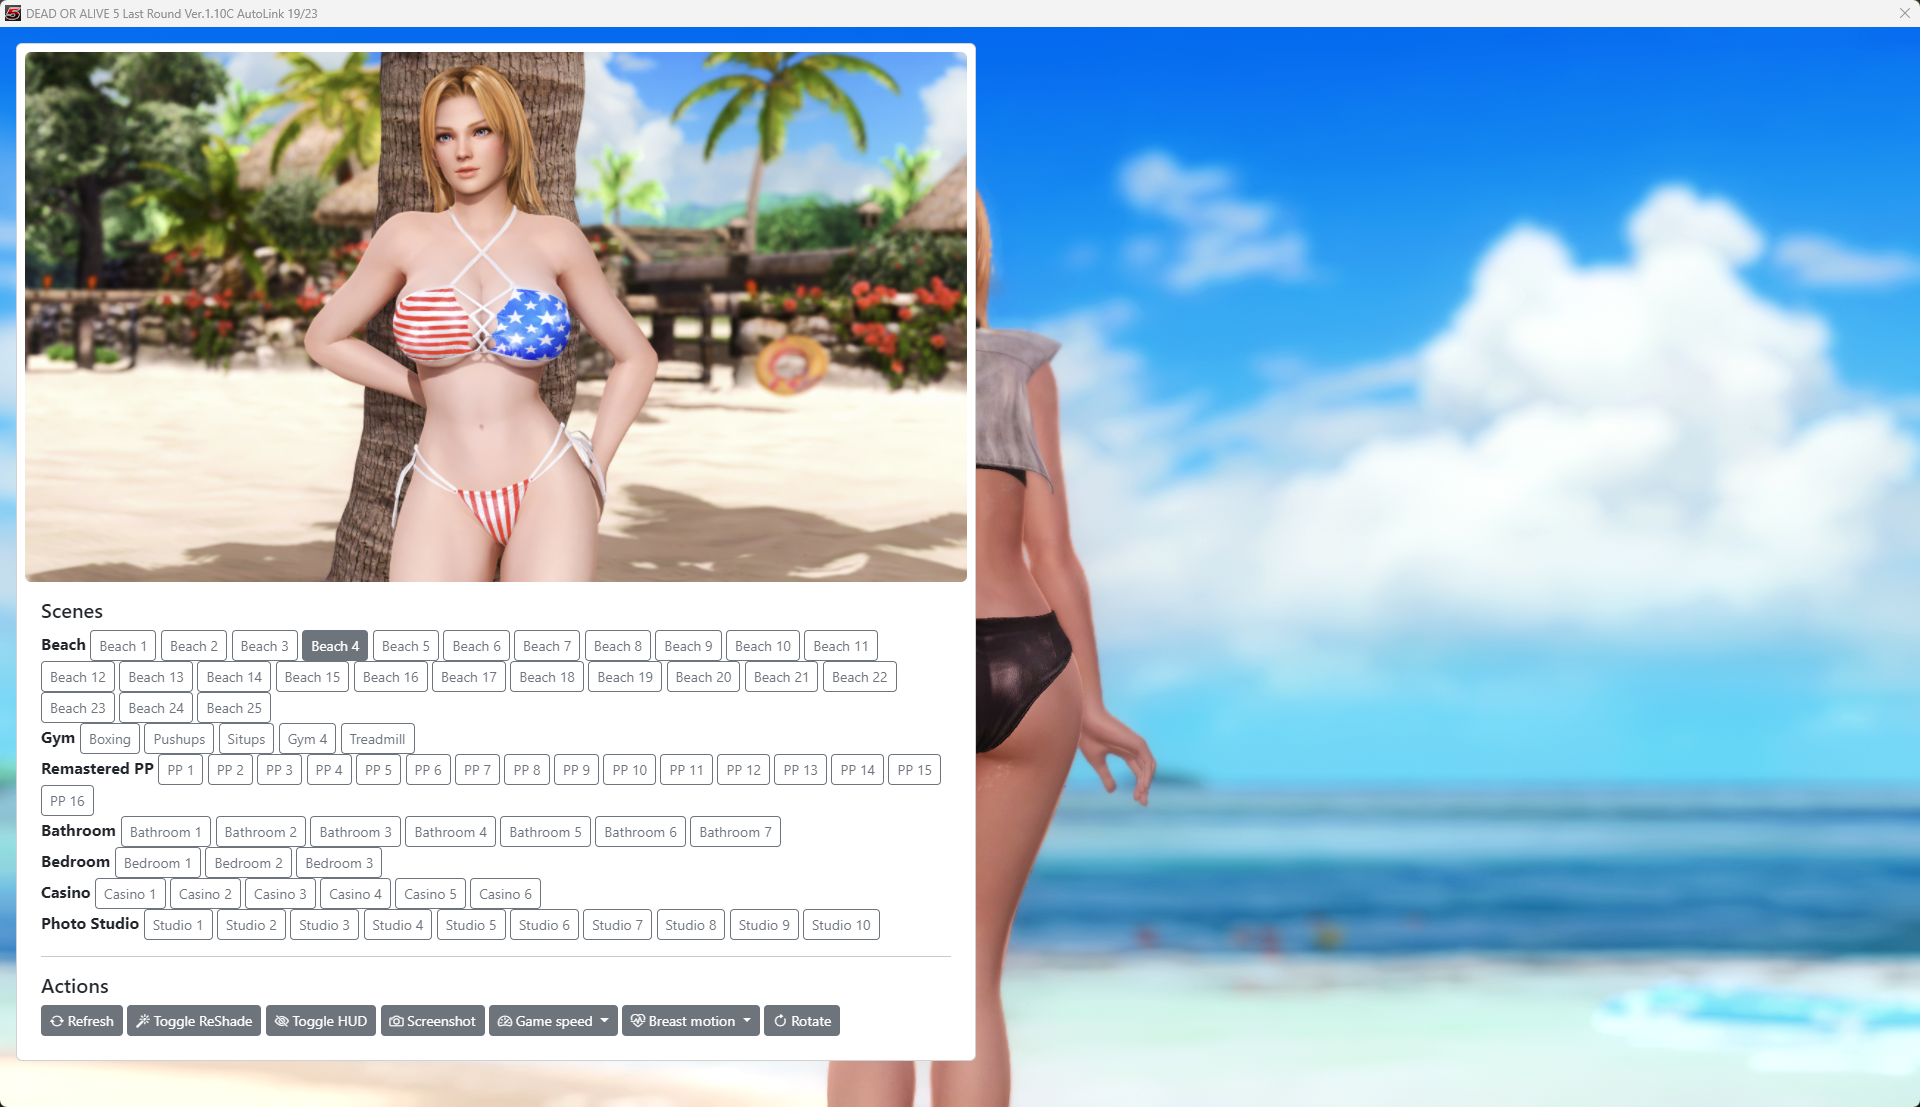 DEAD OR ALIVE 5 Last Round Ver.1.10C AutoLink 19/23
Scenes
Beach Beach 1 Beach 2 Beach 3 Beach 4 Beach 5 Beach 6 Beach 7 Beach 8 Beach 9 Beach 10 Beach 11
Beach 12 Beach 13 Beach 14 Beach 15 Beach 16 Beach 17 Beach 18 Beach 19 Beach 20 Beach 21 Beach 22
Beach 23 Beach 24 Beach 25
Gym Boxing Pushups Situps Gym 4 Treadmill
Remastered PP PP 1 PP 2 PP 3 PP 4 PP 5 PP 6 PP 7 PP 8 PP 9 PP 10 PP 11 PP 12 PP 13 PP 14 PP 15
PP 16
Bathroom Bathroom 1 Bathroom 2 Bathroom 3 Bathroom 4 Bathroom 5 Bathroom 6 Bathroom 7
Bedroom Bedroom 1 Bedroom 2 Bedroom 3
Casino Casino 1 Casino 2 Casino 3 Casino 4 Casino 5 Casino 6
Photo Studio Studio 1 Studio 2 Studio 3 Studio 4 Studio 5 Studio 6 Studio 7 Studio 8 Studio 9 Studio 10
Actions
Refresh Toggle ReShade Toggle HUD Screenshot Game speed Breast motion Rotate